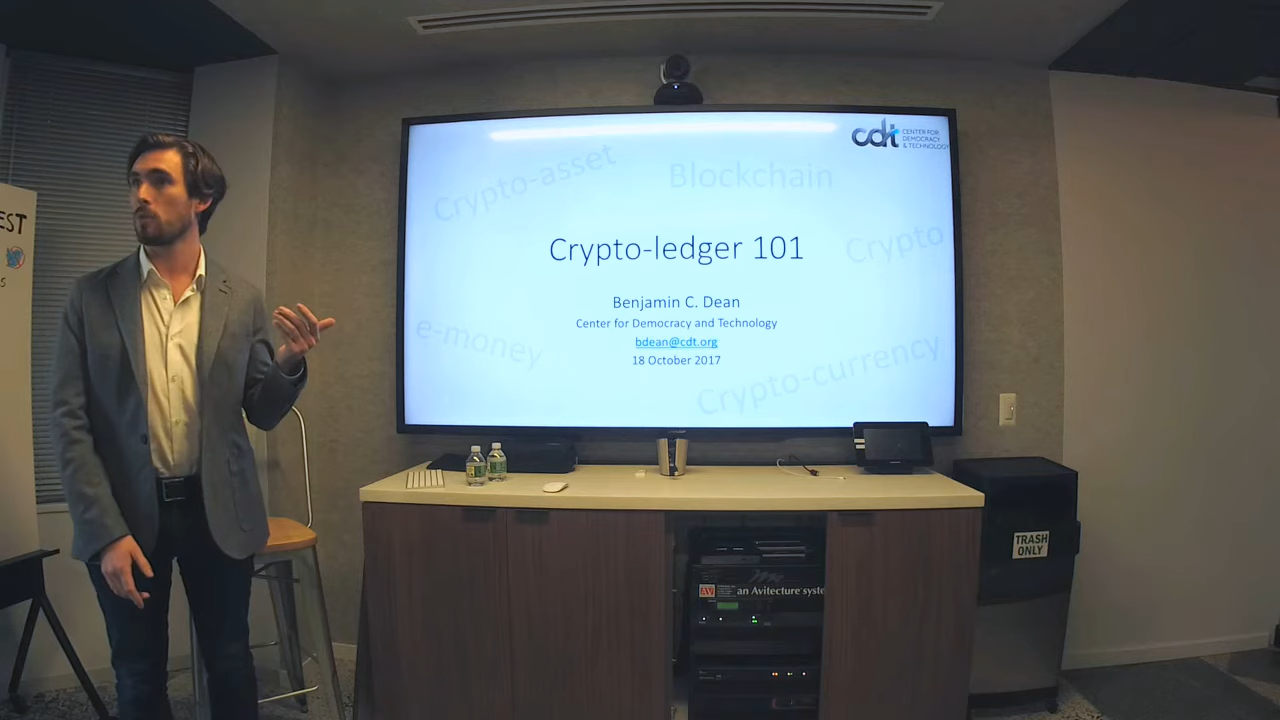 EST
s
cdt
CENTER FOR
DEMOCRACY
& TECHNOLOGY
Crypto-asset
Blockchain
Crypto-ledger 101
Crypto
Benjamin C. Dean
Center for Democracy and Technology
bdean@cdt.org
18 October 2017
e-money
Crypto-currency
TRASH
ONLY
an Avitecture syste